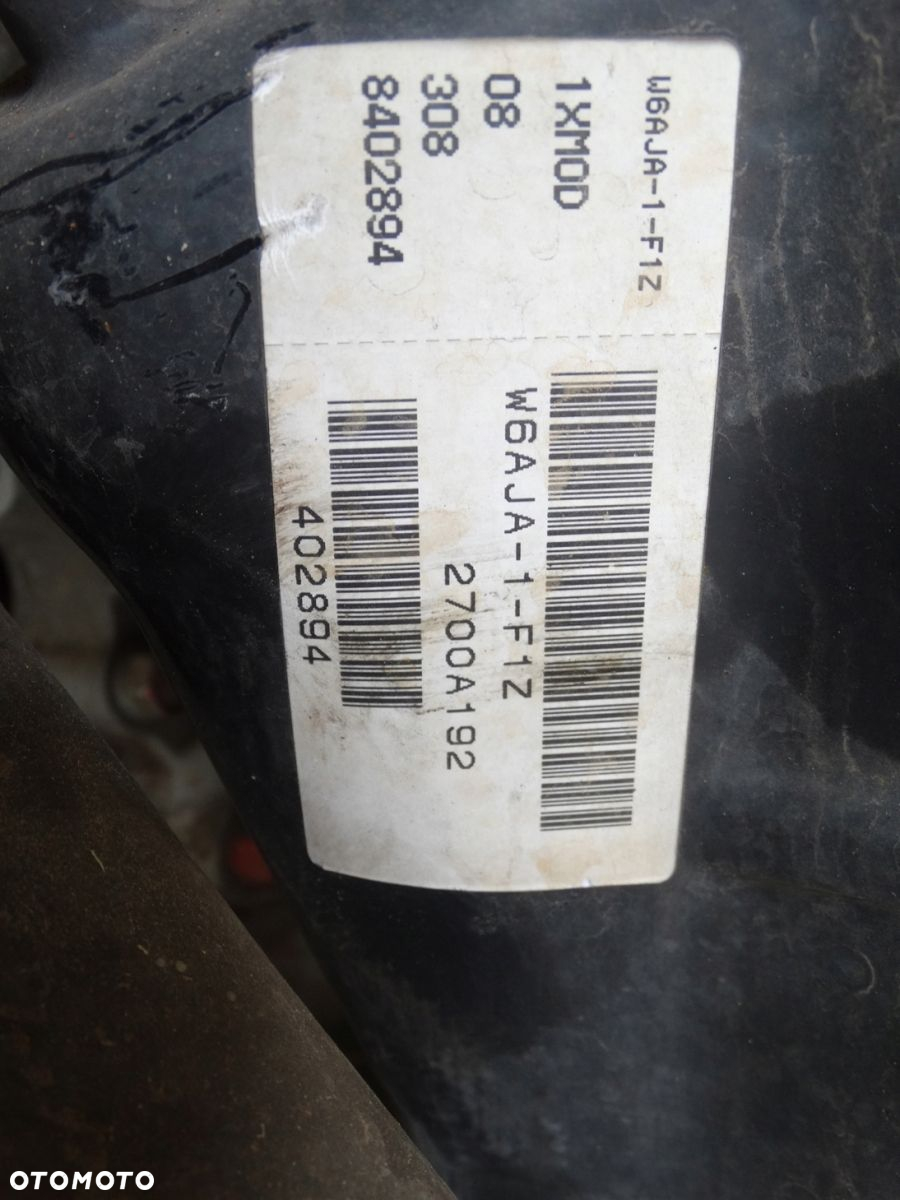 W6AJA-1-F1Z
1XMOD
08
308
8402894
W6AJA-1-F1Z
2700A192
402894
OTOMOTO